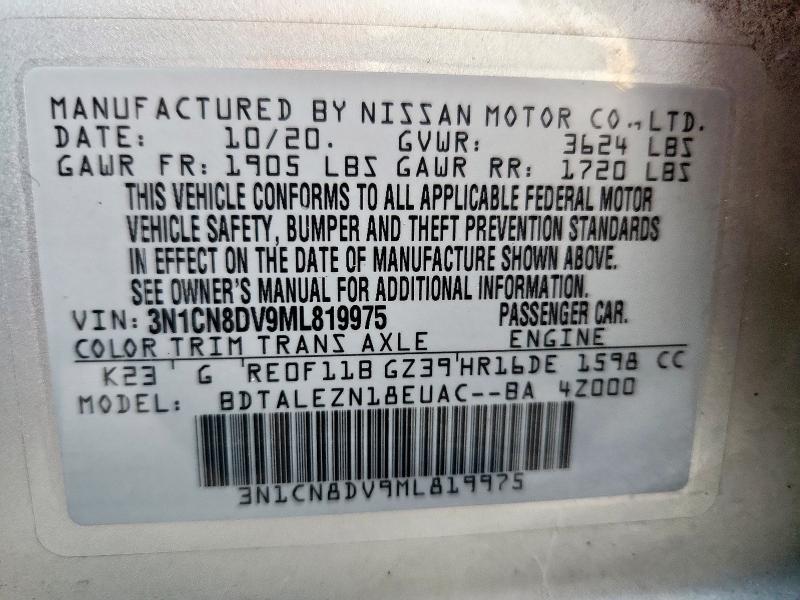 MANUFACTURED BY NISSAN MOTOR CO., LTD.
DATE: 10/20. GVWR: 3624 LBS
GAWR FR: 1905 LBS GAWR RR: 1720 LBS
THIS VEHICLE CONFORMS TO ALL APPLICABLE FEDERAL MOTOR
VEHICLE SAFETY, BUMPER AND THEFT PREVENTION STANDARDS
IN EFFECT ON THE DATE OF MANUFACTURE SHOWN ABOVE.
SEE OWNER'S MANUAL FOR ADDITIONAL INFORMATION.
VIN: 3N1CN8DV9ML819975 PASSENGER CAR.
COLOR TRIM TRANS AXLE ENGINE
K23 G RE0F11B GZ39 HR16DE 1598 CC
MODEL: BDTALEZN18EUAC--BA 4Z000
3N1CN8DV9ML819975